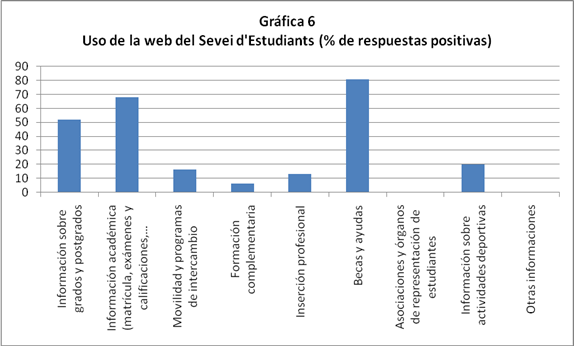 Gráfica 6
Uso de la web del Sevei d'Estudiants (% de respuestas positivas)
90
80
70
60
50
40
30
20
10
0
Información sobre
grados y postgrados
Información académica
(matrícula, exámenes y
calificaciones,...
Movilidad y programas
de intercambio
Formación
complementaria
Inserción profesional
Becas y ayudas
Asociaciones y órganos
de representación de
estudiantes
Información sobre
actividades deportivas
Otras informaciones